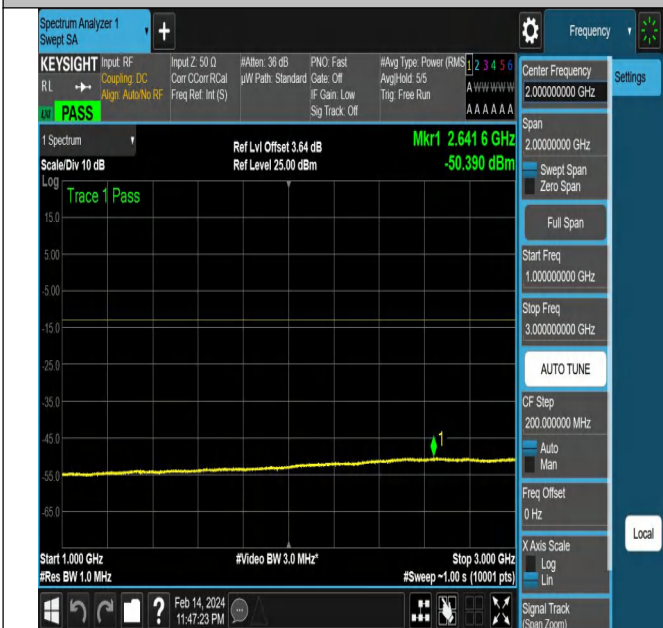 Spectrum Analyzer 1
Swept SA
+
Frequency
KEYSIGHT
RL
LXI
PASS
Input: RF
Coupling: DC
Align: Auto/No RF
Input Z: 50 Ω
Corr CCorr RCal
Freq Ref: Int (S)
#Atten: 36 dB
µW Path: Standard
PNO: Fast
Gate: Off
IF Gain: Low
Sig Track: Off
#Avg Type: Power (RMS
Avg|Hold: 5/5
Trig: Free Run
1 2 3 4 5 6
A W W W W W
A A A A A A
Center Frequency
2.000000000 GHz
Settings
1 Spectrum
Scale/Div 10 dB
Ref Lvl Offset 3.64 dB
Ref Level 25.00 dBm
Mkr1 2.641 6 GHz
-50.390 dBm
Span
2.00000000 GHz
Swept Span
Zero Span
Log
Trace 1 Pass
15.0
5.00
-5.00
-15.0
-25.0
-35.0
-45.0
-55.0
-65.0
1
Full Span
Start Freq
1.000000000 GHz
Stop Freq
3.000000000 GHz
AUTO TUNE
CF Step
200.000000 MHz
Auto
Man
Freq Offset
0 Hz
Local
X Axis Scale
Log
Lin
Start 1.000 GHz
#Res BW 1.0 MHz
#Video BW 3.0 MHz*
Stop 3.000 GHz
#Sweep ~1.00 s (10001 pts)
?
Feb 14, 2024
11:47:23 PM
Signal Track
(Span Zoom)